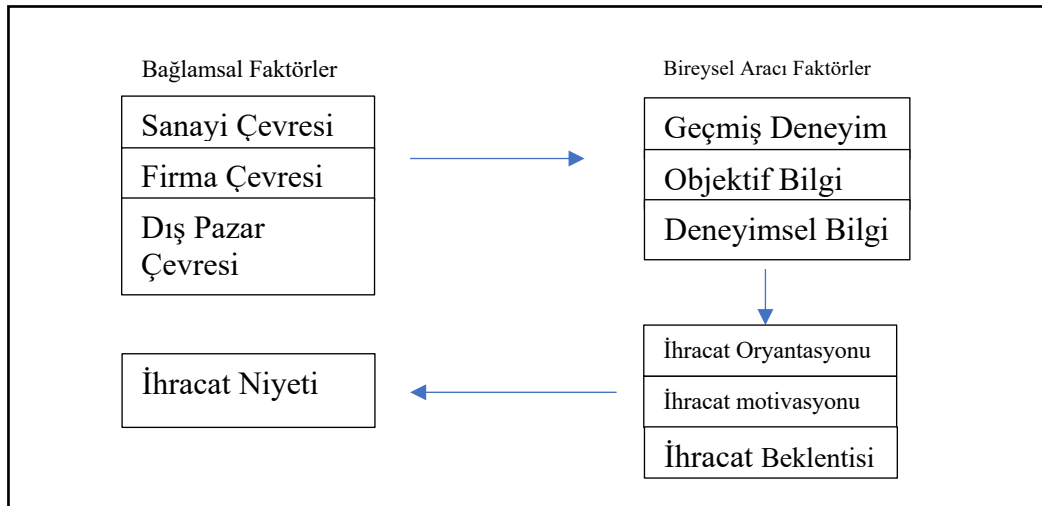 Bağlamsal Faktörler
Sanayi Çevresi
Firma Çevresi
Dış Pazar
Çevresi
Bireysel Aracı Faktörler
Geçmiş Deneyim
Objektif Bilgi
Deneyimsel Bilgi
İhracat Oryantasyonu
İhracat motivasyonu
İhracat Beklentisi
İhracat Niyeti